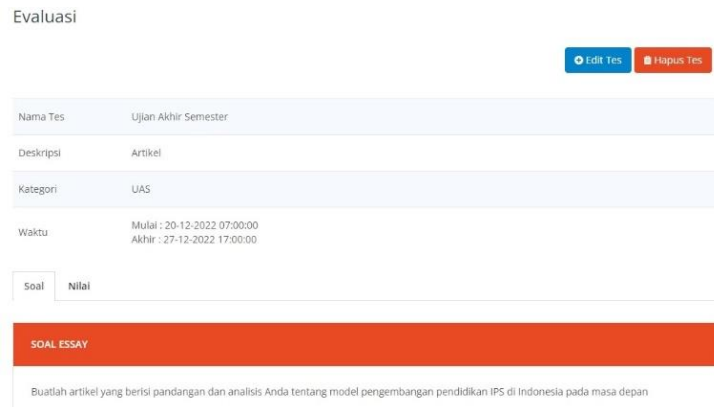 Evaluasi
Edit Tes
Hapus Tes
Nama Tes Ujian Akhir Semester
Deskripsi Artikel
Kategori UAS
Waktu Mulai : 20-12-2022 07:00:00
Akhir : 27-12-2022 17:00:00
Soal Nilai
SOAL ESSAY
Buatlah artikel yang berisi pandangan dan analisis Anda tentang model pengembangan pendidikan IPS di Indonesia pada masa depan